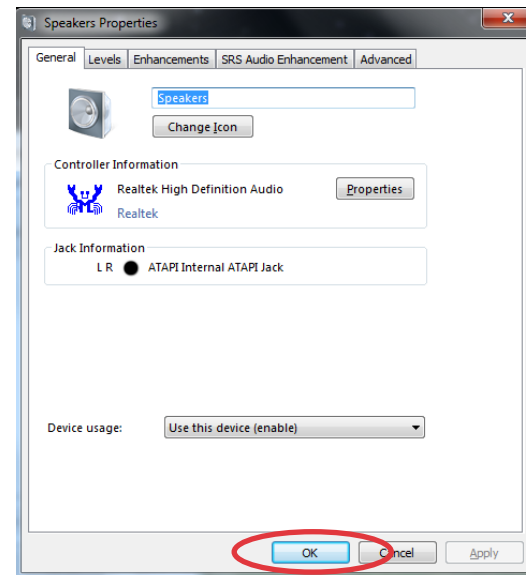 Speakers Properties
General Levels Enhancements SRS Audio Enhancement Advanced
Speakers
Change Icon
Controller Information
Realtek High Definition Audio Properties
Realtek
Jack Information
L R ATAPI Internal ATAPI Jack
Device usage: Use this device (enable)
OK Cancel Apply